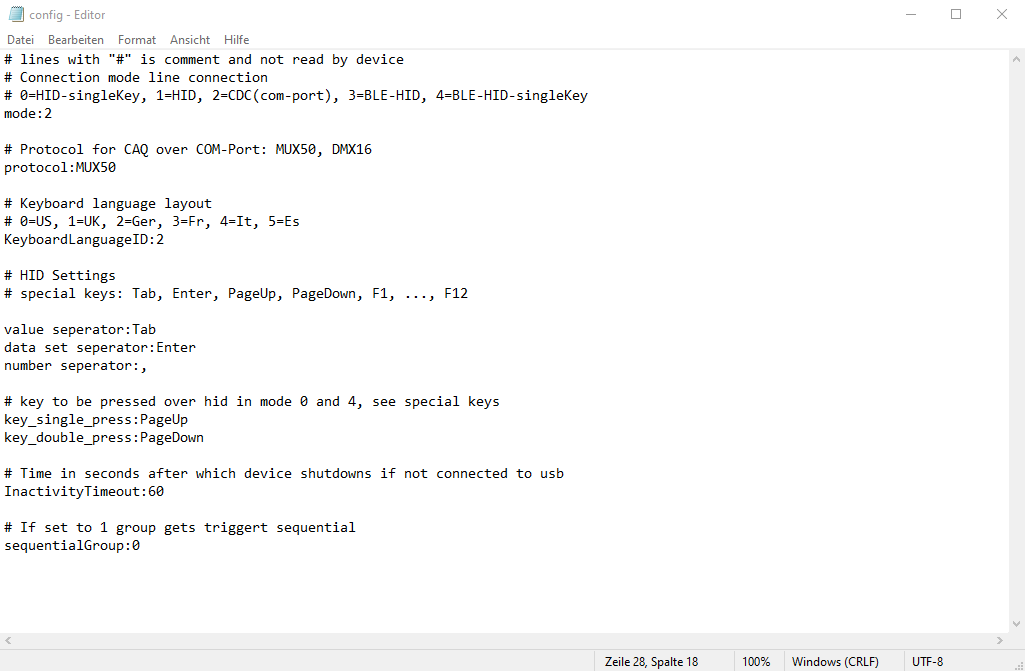 config - Editor
Datei Bearbeiten Format Ansicht Hilfe
# lines with "#" is comment and not read by device
# Connection mode line connection
# 0=HID-singleKey, 1=HID, 2=CDC(com-port), 3=BLE-HID, 4=BLE-HID-singleKey
mode:2
# Protocol for CAQ over COM-Port: MUX50, DMX16
protocol:MUX50
# Keyboard language layout
# 0=US, 1=UK, 2=Ger, 3=Fr, 4=It, 5=Es
KeyboardLanguageID:2
# HID Settings
# special keys: Tab, Enter, PageUp, PageDown, F1, ..., F12
value seperator:Tab
data set seperator:Enter
number seperator:,
# key to be pressed over hid in mode 0 and 4, see special keys
key_single_press:PageUp
key_double_press:PageDown
# Time in seconds after which device shutdowns if not connected to usb
InactivityTimeout:60
# If set to 1 group gets triggert sequential
sequentialGroup:0
Zeile 28, Spalte 18 100% Windows (CRLF) UTF-8